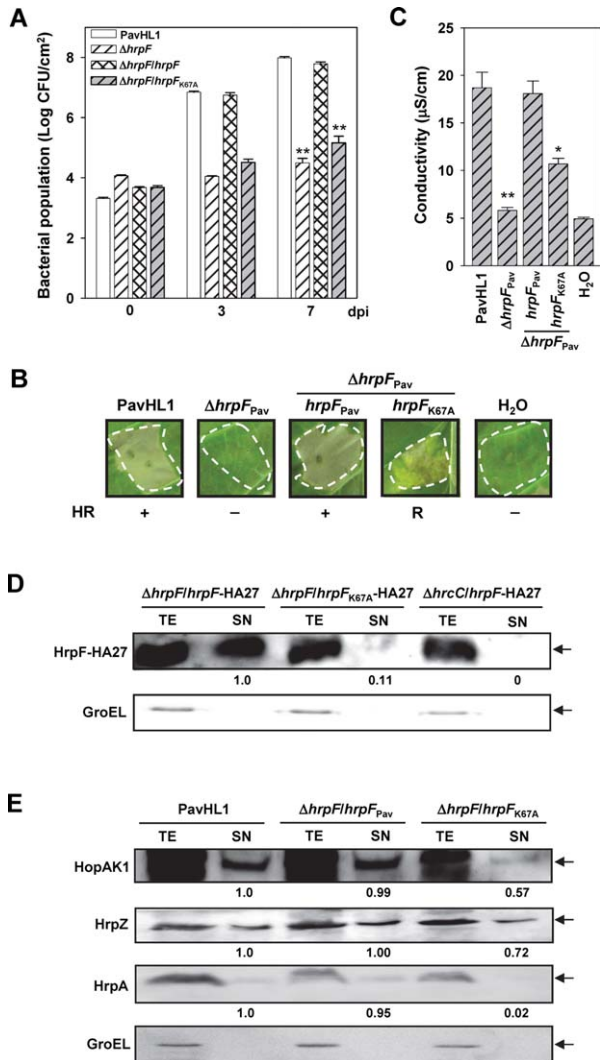 A
PavHL1
ΔhrpF
ΔhrpF/hrpF
ΔhrpF/hrpFK67A
Bacterial population (Log CFU/cm2)
8
6
4
2
0
** **
0 3 7 dpi
C
Conductivity (µS/cm)
25
20
15
10
5
0
**
*
PavHL1
ΔhrpFPav
hrpFPav
hrpFK67A
H2O
ΔhrpFPav
B
ΔhrpFPav
PavHL1 ΔhrpFPav hrpFPav hrpFK67A H2O
HR + – + R –
D
ΔhrpF/hrpF-HA27 ΔhrpF/hrpFK67A-HA27 ΔhrcC/hrpF-HA27
TE SN TE SN TE SN
HrpF-HA27
1.0 0.11 0
GroEL
E
PavHL1 ΔhrpF/hrpFPav ΔhrpF/hrpFK67A
TE SN TE SN TE SN
HopAK1
1.0 0.99 0.57
HrpZ
1.0 1.00 0.72
HrpA
1.0 0.95 0.02
GroEL